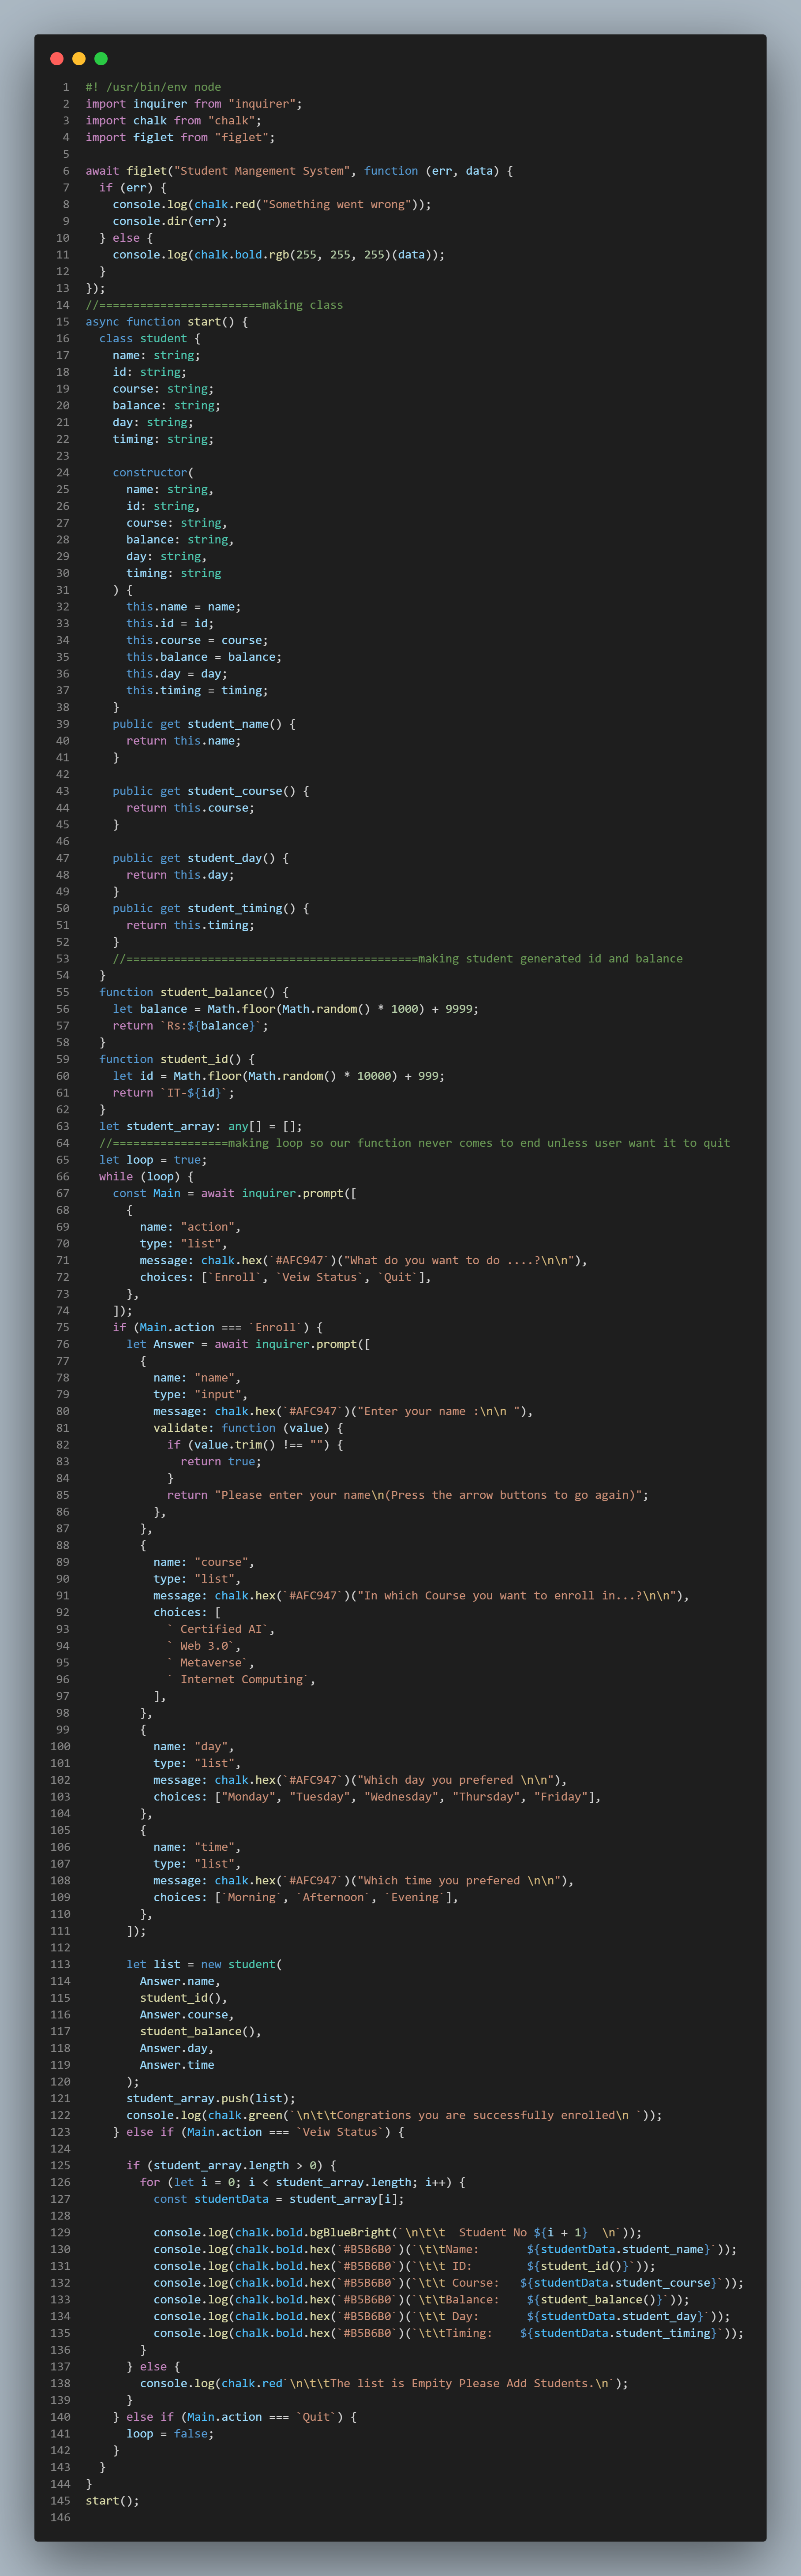 1 #! /usr/bin/env node
2 import inquirer from "inquirer";
3 import chalk from "chalk";
4 import figlet from "figlet";
5
6 await figlet("Student Mangement System", function (err, data) {
7   if (err) {
8     console.log(chalk.red("Something went wrong"));
9     console.dir(err);
10   } else {
11     console.log(chalk.bold.rgb(255, 255, 255)(data));
12   }
13 });
14 //========================making class
15 async function start() {
16   class student {
17     name: string;
18     id: string;
19     course: string;
20     balance: string;
21     day: string;
22     timing: string;
23
24     constructor(
25       name: string,
26       id: string,
27       course: string,
28       balance: string,
29       day: string,
30       timing: string
31     ) {
32       this.name = name;
33       this.id = id;
34       this.course = course;
35       this.balance = balance;
36       this.day = day;
37       this.timing = timing;
38     }
39     public get student_name() {
40       return this.name;
41     }
42
43     public get student_course() {
44       return this.course;
45     }
46
47     public get student_day() {
48       return this.day;
49     }
50     public get student_timing() {
51       return this.timing;
52     }
53     //===========================================making student generated id and balance
54   }
55   function student_balance() {
56     let balance = Math.floor(Math.random() * 1000) + 9999;
57     return `Rs:${balance}`;
58   }
59   function student_id() {
60     let id = Math.floor(Math.random() * 10000) + 999;
61     return `IT-${id}`;
62   }
63   let student_array: any[] = [];
64   //=================making loop so our function never comes to end unless user want it to quit
65   let loop = true;
66   while (loop) {
67     const Main = await inquirer.prompt([
68       {
69         name: "action",
70         type: "list",
71         message: chalk.hex(`#AFC947`)("What do you want to do ....?\n\n"),
72         choices: [`Enroll`, `Veiw Status`, `Quit`],
73       },
74     ]);
75     if (Main.action === `Enroll`) {
76       let Answer = await inquirer.prompt([
77         {
78           name: "name",
79           type: "input",
80           message: chalk.hex(`#AFC947`)("Enter your name :\n\n "),
81           validate: function (value) {
82             if (value.trim() !== "") {
83               return true;
84             }
85             return "Please enter your name\n(Press the arrow buttons to go again)";
86           },
87         },
88         {
89           name: "course",
90           type: "list",
91           message: chalk.hex(`#AFC947`)("In which Course you want to enroll in...?\n\n"),
92           choices: [
93             ` Certified AI`,
94             ` Web 3.0`,
95             ` Metaverse`,
96             ` Internet Computing`,
97           ],
98         },
99         {
100           name: "day",
101           type: "list",
102           message: chalk.hex(`#AFC947`)("Which day you prefered \n\n"),
103           choices: ["Monday", "Tuesday", "Wednesday", "Thursday", "Friday"],
104         },
105         {
106           name: "time",
107           type: "list",
108           message: chalk.hex(`#AFC947`)("Which time you prefered \n\n"),
109           choices: [`Morning`, `Afternoon`, `Evening`],
110         },
111       ]);
112
113       let list = new student(
114         Answer.name,
115         student_id(),
116         Answer.course,
117         student_balance(),
118         Answer.day,
119         Answer.time
120       );
121       student_array.push(list);
122       console.log(chalk.green(`\n\t\tCongrations you are successfully enrolled\n `));
123     } else if (Main.action === `Veiw Status`) {
124
125       if (student_array.length > 0) {
126         for (let i = 0; i < student_array.length; i++) {
127           const studentData = student_array[i];
128
129           console.log(chalk.bold.bgBlueBright(`\n\t\t  Student No ${i + 1}  \n`));
130           console.log(chalk.bold.hex(`#B5B6B0`)(`\t\tName:       ${studentData.student_name}`));
131           console.log(chalk.bold.hex(`#B5B6B0`)(`\t\t ID:        ${student_id()}`));
132           console.log(chalk.bold.hex(`#B5B6B0`)(`\t\t Course:   ${studentData.student_course}`));
133           console.log(chalk.bold.hex(`#B5B6B0`)(`\t\tBalance:    ${student_balance()}`));
134           console.log(chalk.bold.hex(`#B5B6B0`)(`\t\t Day:       ${studentData.student_day}`));
135           console.log(chalk.bold.hex(`#B5B6B0`)(`\t\tTiming:    ${studentData.student_timing}`));
136         }
137       } else {
138         console.log(chalk.red`\n\t\tThe list is Empity Please Add Students.\n`);
139       }
140     } else if (Main.action === `Quit`) {
141       loop = false;
142     }
143   }
144 }
145 start();
146